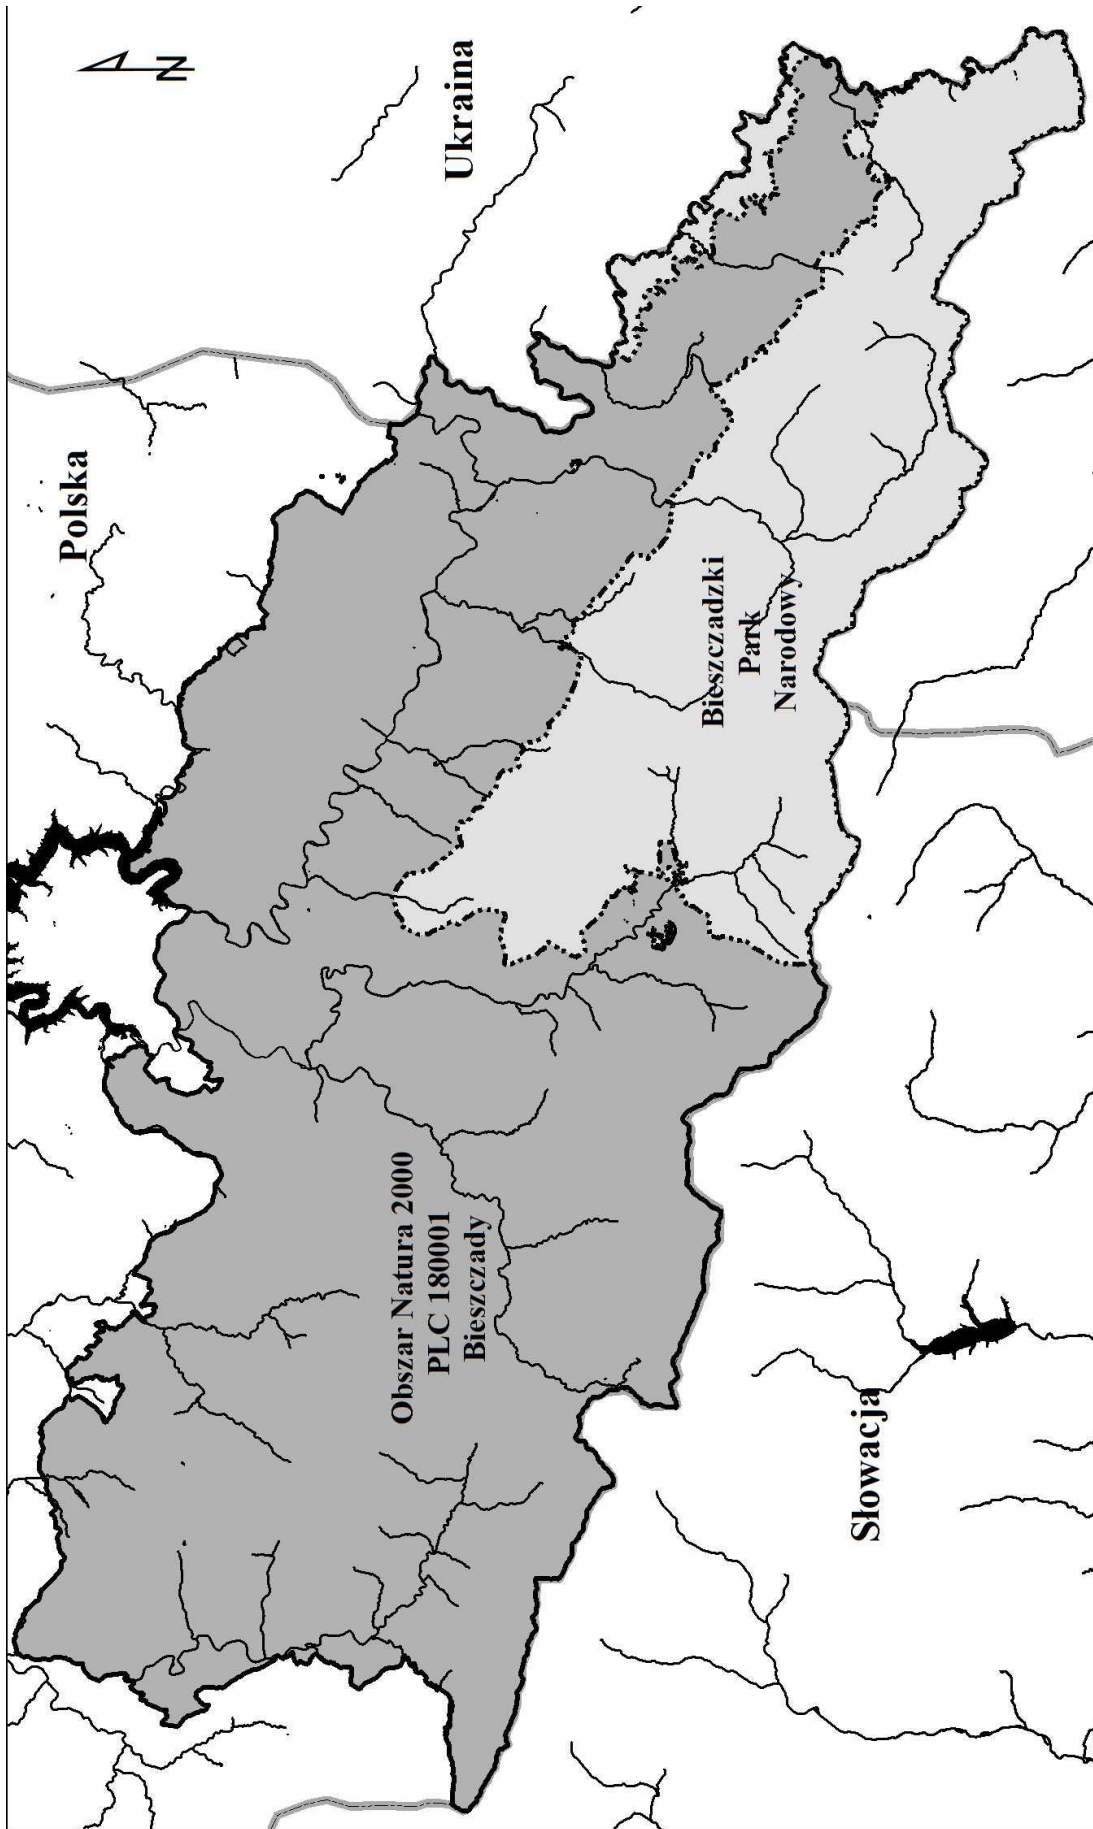 N
Polska
Ukraina
Obszar Natura 2000
PLC 180001
Bieszczady
Bieszczadzki
Park
Narodowy
Słowacja